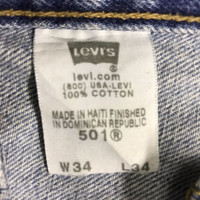 Levi's
®
levi.com
(800) USA-LEVI
100% COTTON
MADE IN HAITI FINISHED
IN DOMINICAN REPUBLIC
501®
W34 L34